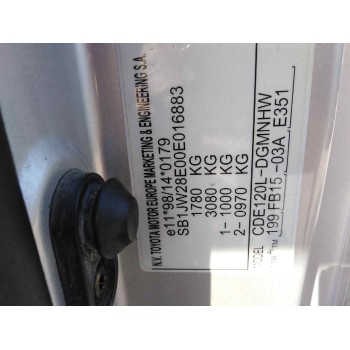 N.V. TOYOTA MOTOR EUROPE MARKETING & ENGINEERING S.A.
e11*98/14*0179
SB1JW28E00E016883
1780 KG
3080 KG
1- 1000 KG
2- 0970 KG
MODEL CDE120L-DGMNHW
199 FB15 -03A E351